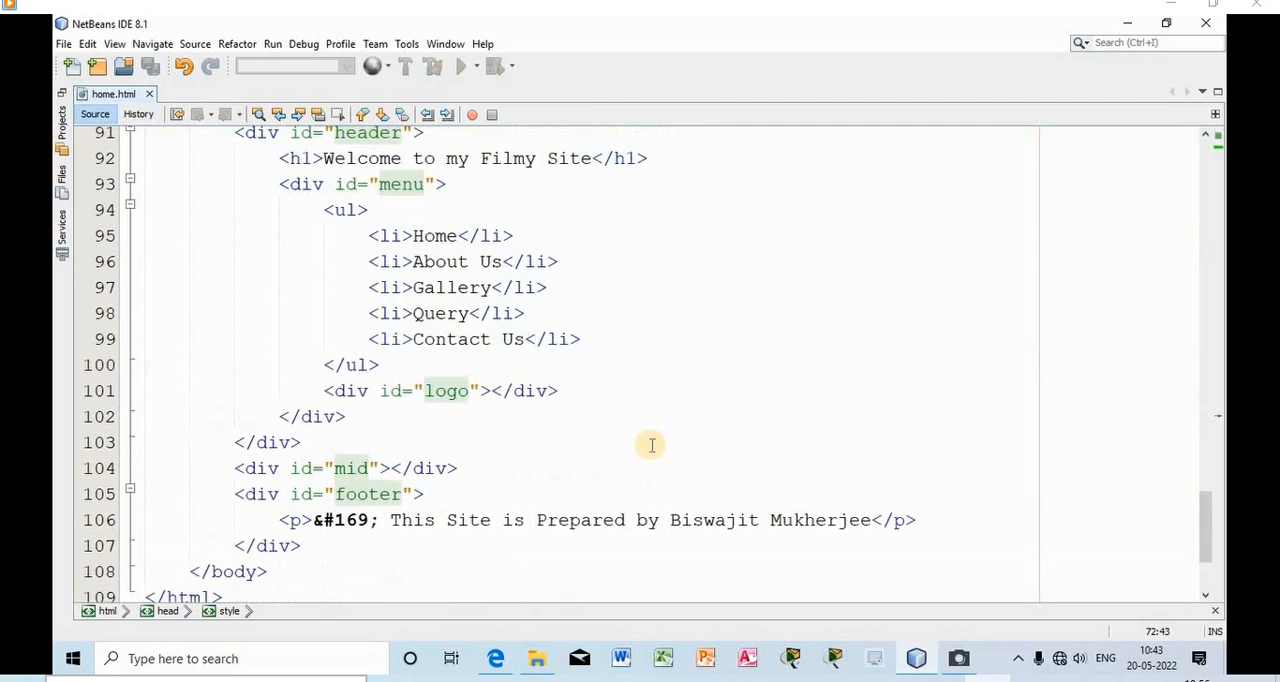 NetBeans IDE 8.1
File Edit View Navigate Source Refactor Run Debug Profile Team Tools Window Help
Search (Ctrl+I)
home.html
Source History
Projects
Files
Services
91 <div id="header">
92 <h1>Welcome to my Filmy Site</h1>
93 <div id="menu">
94 <ul>
95 <li>Home</li>
96 <li>About Us</li>
97 <li>Gallery</li>
98 <li>Query</li>
99 <li>Contact Us</li>
100 </ul>
101 <div id="logo"></div>
102 </div>
103 </div>
104 <div id="mid"></div>
105 <div id="footer">
106 <p>&#169; This Site is Prepared by Biswajit Mukherjee</p>
107 </div>
108 </body>
109 </html>
html head style
72:43 INS
Type here to search
ENG
10:43
20-05-2022